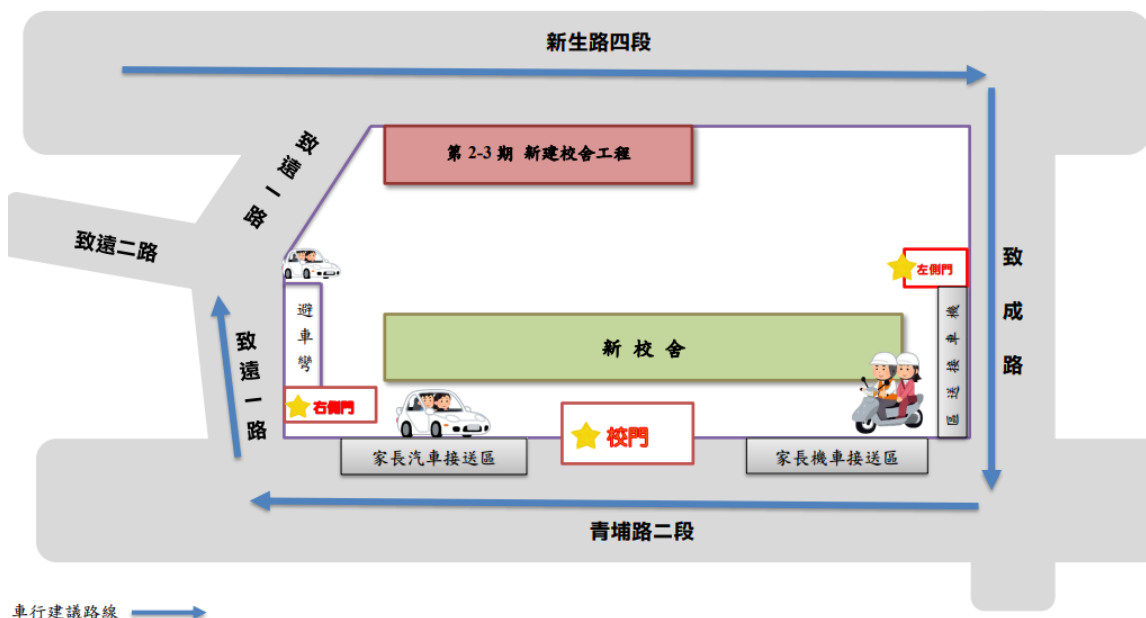 新生路四段
第 2-3 期 新建校舍工程
致遠一路
致遠二路
左側門
致成路
避車彎
新 校 舍
機車接送區
致遠一路
右側門
校門
家長汽車接送區
家長機車接送區
青埔路二段
車行建議路線